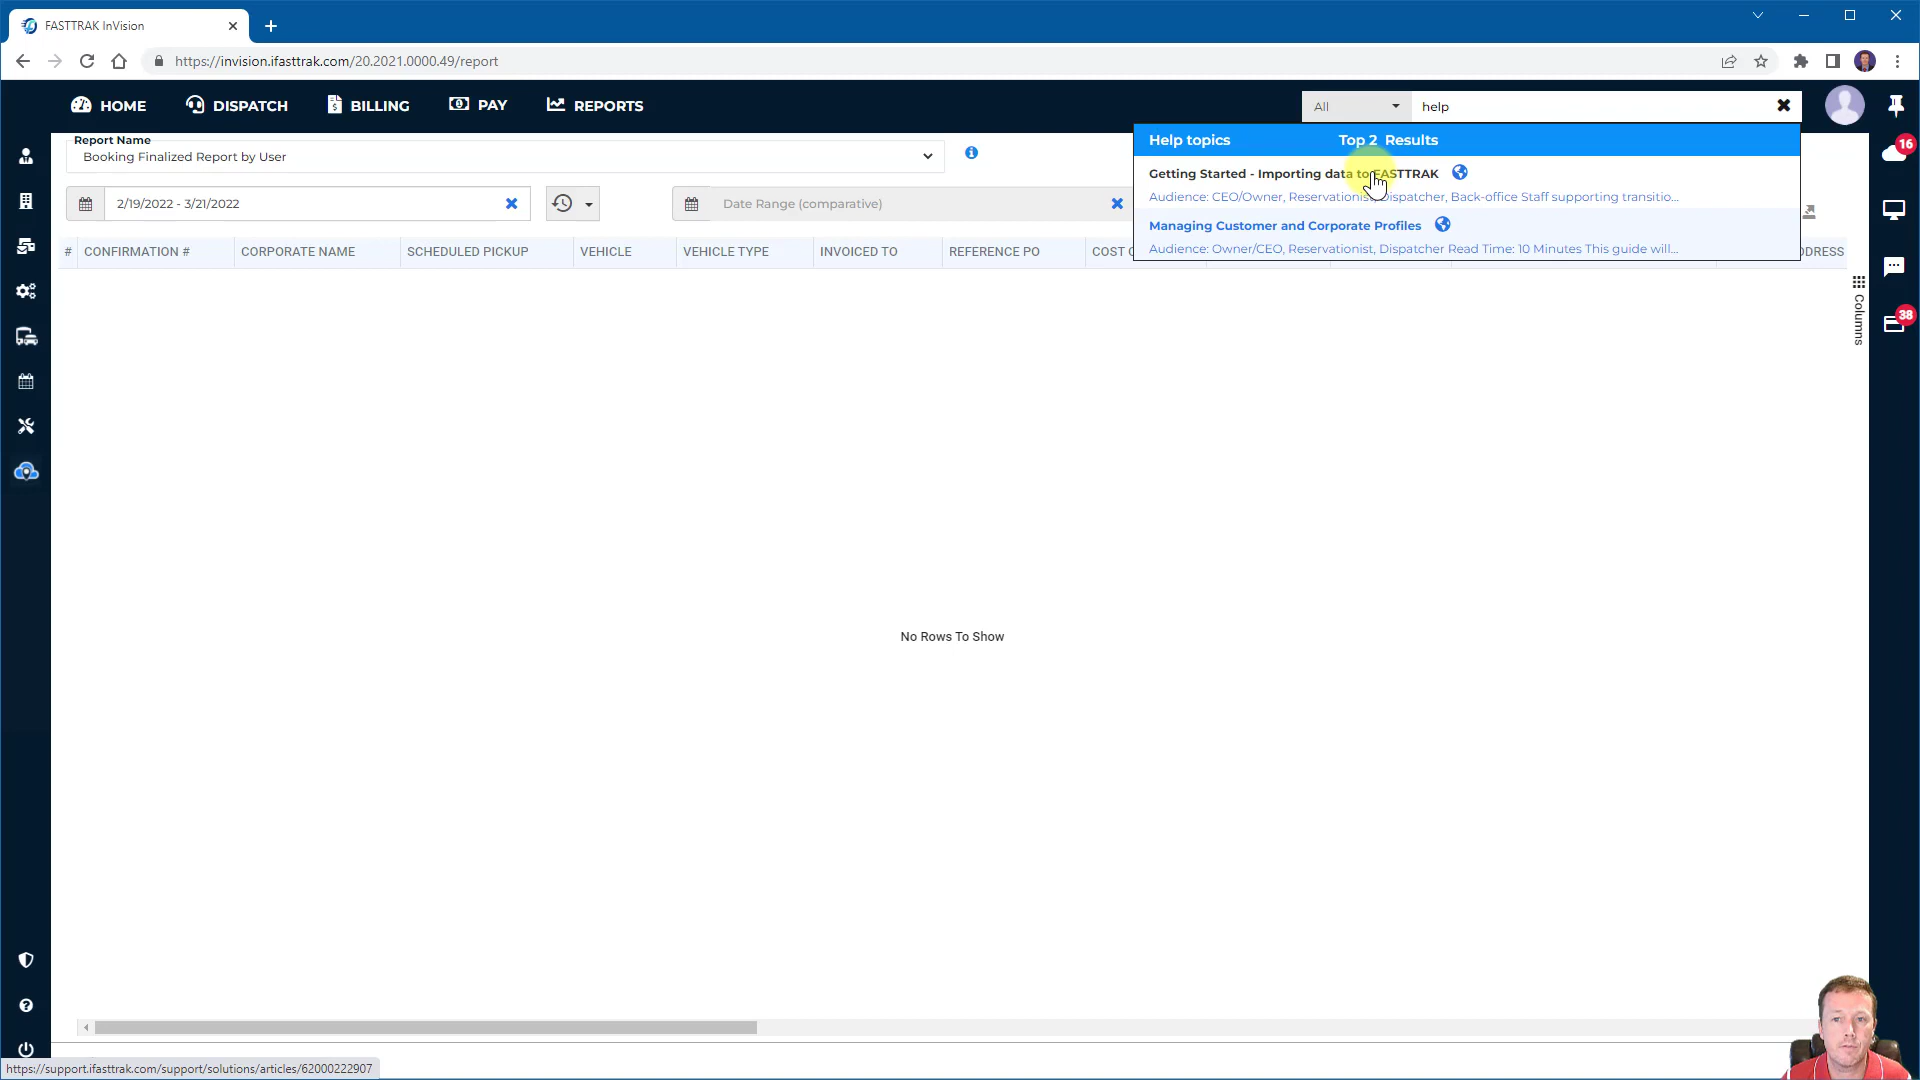 FASTTRAK InVision
https://invision.ifasttrak.com/20.2021.0000.49/report
HOME
DISPATCH
BILLING
PAY
REPORTS
All
help
16
38
Report Name
Booking Finalized Report by User
Help topics
Top 2 Results
Getting Started - Importing data to FASTTRAK
Audience: CEO/Owner, Reservationist, Dispatcher, Back-office Staff supporting transitio...
Managing Customer and Corporate Profiles
Audience: Owner/CEO, Reservationist, Dispatcher Read Time: 10 Minutes This guide will...
2/19/2022 - 3/21/2022
Date Range (comparative)
#
CONFIRMATION #
CORPORATE NAME
SCHEDULED PICKUP
VEHICLE
VEHICLE TYPE
INVOICED TO
REFERENCE PO
COST C
DDRESS
Columns
No Rows To Show
https://support.ifasttrak.com/support/solutions/articles/62000222907